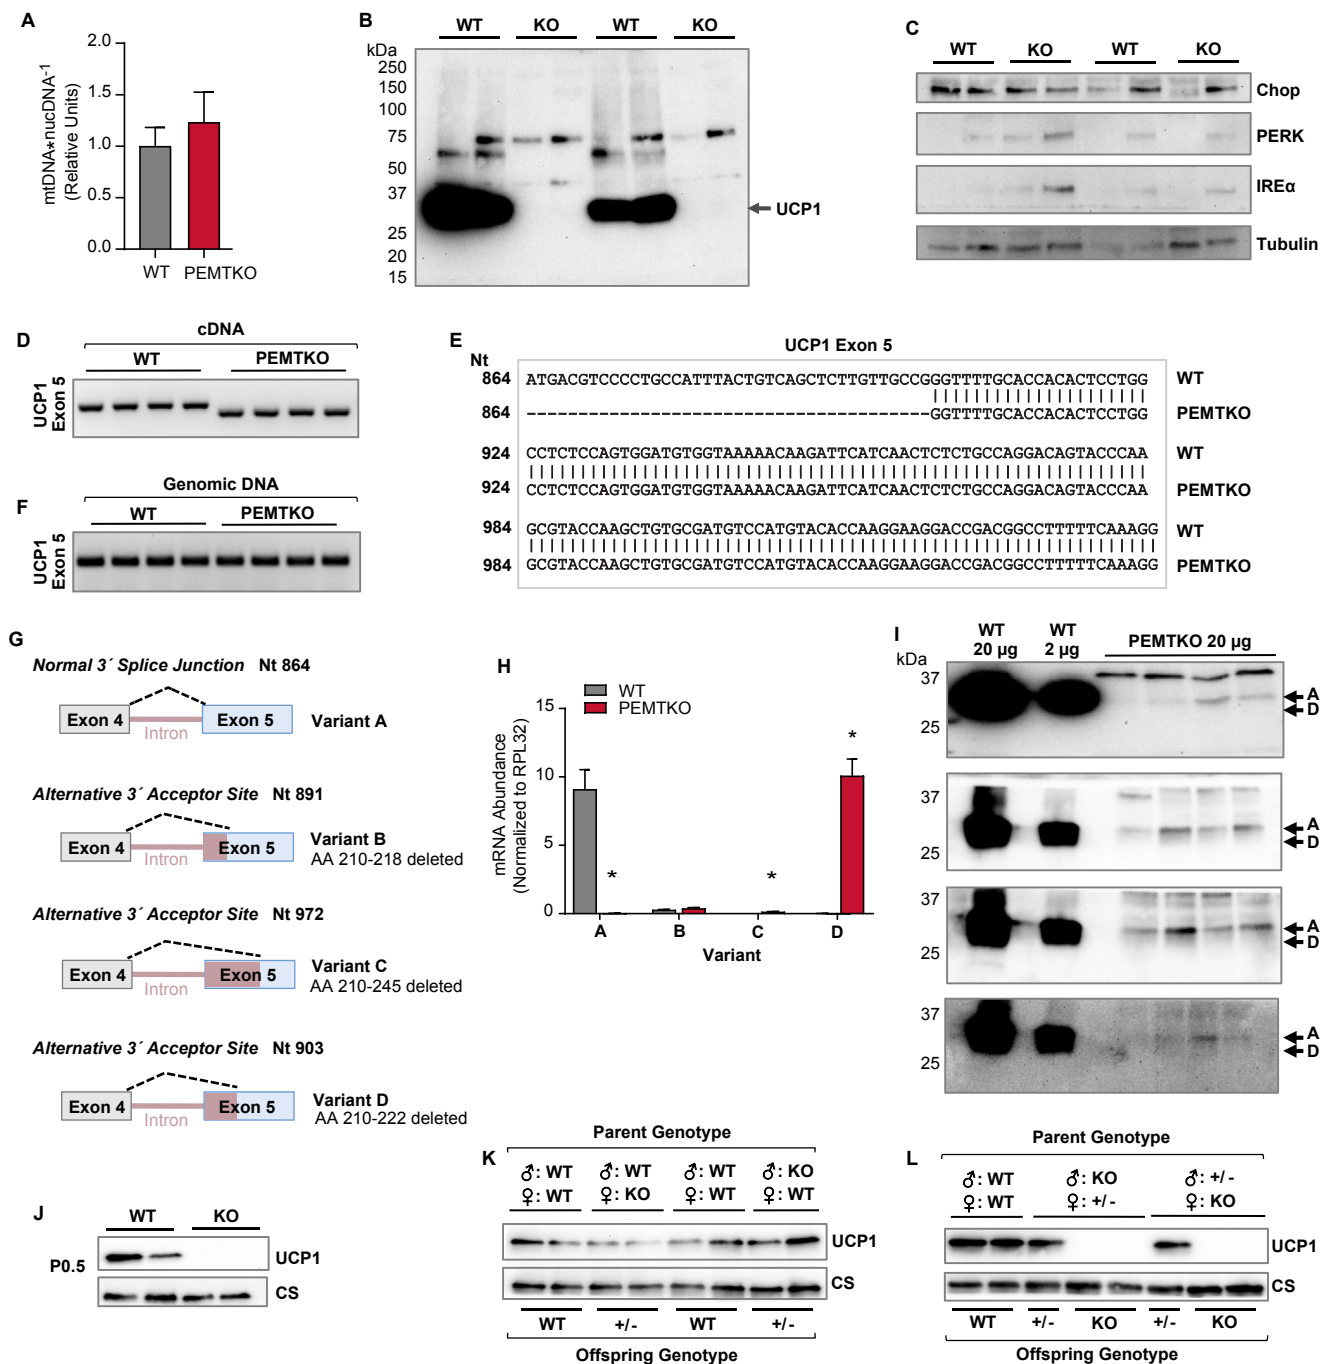 A
mtDNA*nucDNA-1
(Relative Units)
2.0
1.5
1.0
0.5
0.0
WT
PEMTKO
B
WT KO WT KO
kDa
250
150
100
75
50
37
25
20
15
UCP1
C
WT KO WT KO
Chop
PERK
IREα
Tubulin
D
cDNA
WT PEMTKO
UCP1
Exon 5
F
Genomic DNA
WT PEMTKO
UCP1
Exon 5
E
UCP1 Exon 5
Nt
864 ATGACGTCCCCTGCCATTTACTGTCAGCTCTTGTTGCCGGGTTTTGCACCACACTCCTGG WT
864 ---------------------------------------GGTTTTGCACCACACTCCTGG PEMTKO
924 CCTCTCCAGTGGATGTGGTAAAAACAAGATTCATCAACTCTCTGCCAGGACAGTACCCAA WT
924 CCTCTCCAGTGGATGTGGTAAAAACAAGATTCATCAACTCTCTGCCAGGACAGTACCCAA PEMTKO
984 GCGTACCAAGCTGTGCGATGTCCATGTACACCAAGGAAGGACCGACGGCCTTTTTCAAAGG WT
984 GCGTACCAAGCTGTGCGATGTCCATGTACACCAAGGAAGGACCGACGGCCTTTTTCAAAGG PEMTKO
G
Normal 3´ Splice Junction Nt 864
Exon 4 Intron Exon 5
Variant A
Alternative 3´ Acceptor Site Nt 891
Exon 4 Intron Exon 5
Variant B
AA 210-218 deleted
Alternative 3´ Acceptor Site Nt 972
Exon 4 Intron Exon 5
Variant C
AA 210-245 deleted
Alternative 3´ Acceptor Site Nt 903
Exon 4 Intron Exon 5
Variant D
AA 210-222 deleted
H
WT
PEMTKO
mRNA Abundance
(Normalized to RPL32)
15
10
5
0
* * *
A B C D
Variant
I
WT
20 µg
WT
2 µg
PEMTKO 20 µg
kDa
37
25
A
D
37
25
A
D
37
25
A
D
37
25
A
D
J
WT KO
P0.5
UCP1
CS
K
Parent Genotype
♂: WT ♂: WT ♂: WT ♂: KO
♀: WT ♀: KO ♀: WT ♀: WT
UCP1
CS
WT +/- WT +/-
Offspring Genotype
L
Parent Genotype
♂: WT ♂: KO ♂: +/-
♀: WT ♀: +/- ♀: KO
UCP1
CS
WT +/- KO +/- KO
Offspring Genotype